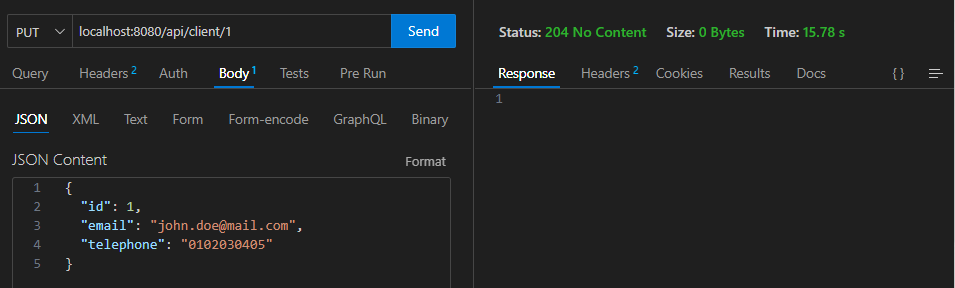 PUT localhost:8080/api/client/1 Send
Query Headers 2 Auth Body 1 Tests Pre Run
JSON XML Text Form Form-encode GraphQL Binary
JSON Content Format
1 {
2 "id": 1,
3 "email": "john.doe@mail.com",
4 "telephone": "0102030405"
5 }
Status: 204 No Content Size: 0 Bytes Time: 15.78 s
Response Headers 2 Cookies Results Docs { }
1